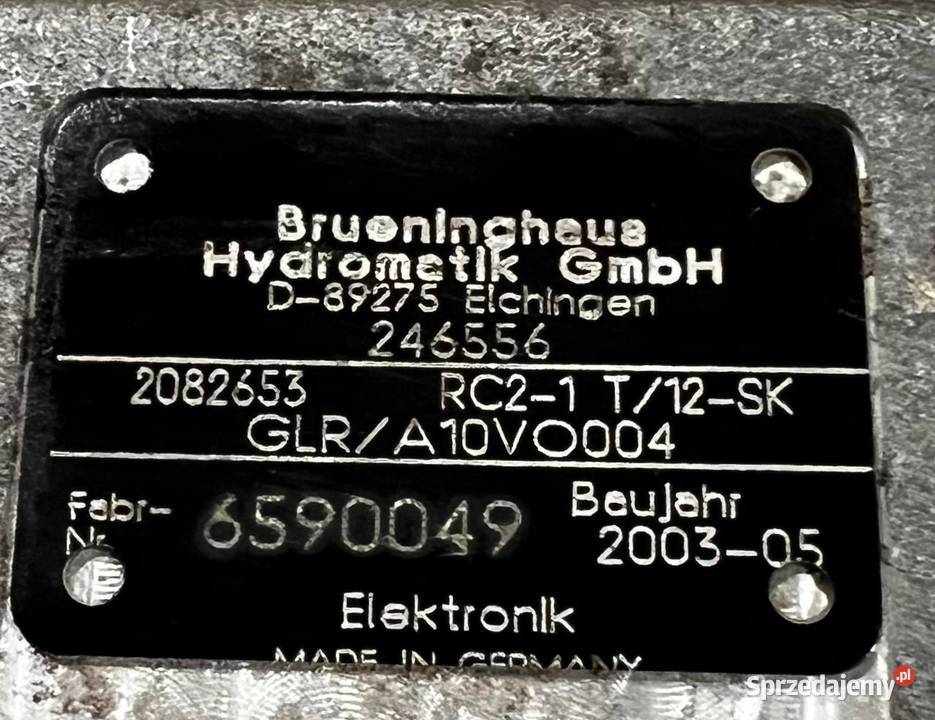 Brueninghaus
Hydromatik GmbH
D-89275 Elchingen
246556
2082653 RC2-1 T/12-SK
GLR/A10VO004
Fabr-
Nr. 6590049
Baujahr
2003-05
Elektronik
MADE IN GERMANY
Sprzedajemy.pl